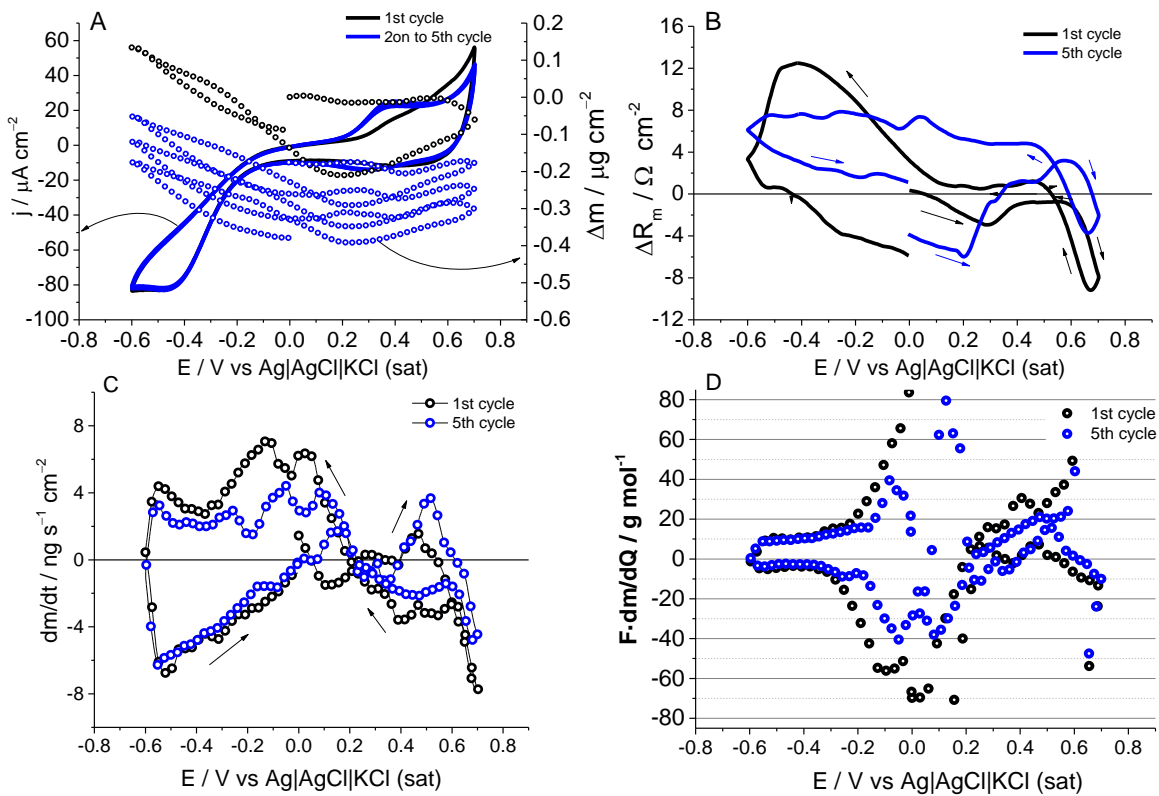 A
1st cycle
2on to 5th cycle
60
40
20
0
-20
-40
-60
-80
-100
j / μA cm⁻²
0.2
0.1
0.0
-0.1
-0.2
-0.3
-0.4
-0.5
-0.6
Δm / μg cm⁻²
-0.8 -0.6 -0.4 -0.2 0.0 0.2 0.4 0.6 0.8
E / V vs Ag|AgCl|KCl (sat)
B
1st cycle
5th cycle
16
12
8
4
0
-4
-8
-12
ΔRₘ / Ω cm⁻²
-0.8 -0.6 -0.4 -0.2 0.0 0.2 0.4 0.6 0.8
E / V vs Ag|AgCl|KCl (sat)
C
1st cycle
5th cycle
8
4
0
-4
-8
dm/dt / ng s⁻¹ cm⁻²
-0.8 -0.6 -0.4 -0.2 0.0 0.2 0.4 0.6 0.8
E / V vs Ag|AgCl|KCl (sat)
D
1st cycle
5th cycle
80
60
40
20
0
-20
-40
-60
-80
F·dm/dQ / g mol⁻¹
-0.8 -0.6 -0.4 -0.2 0.0 0.2 0.4 0.6 0.8
E / V vs Ag|AgCl|KCl (sat)